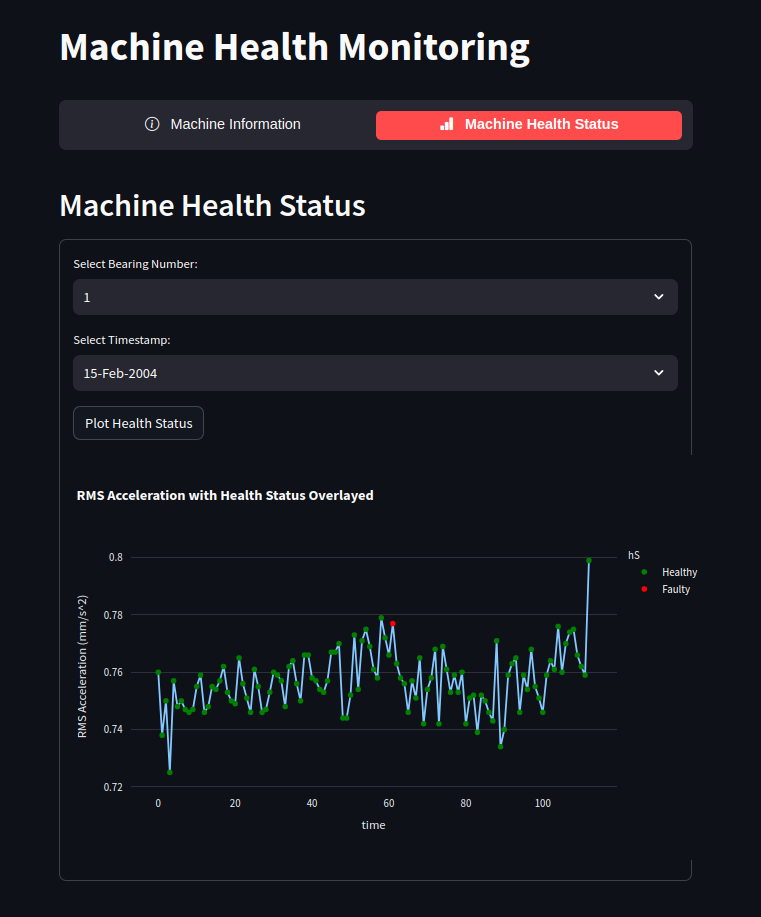 Machine Health Monitoring
Machine Information
Machine Health Status
Machine Health Status
Select Bearing Number:
1
Select Timestamp:
15-Feb-2004
Plot Health Status
RMS Acceleration with Health Status Overlayed
hS
Healthy
Faulty
RMS Acceleration (mm/s^2)
0.8
0.78
0.76
0.74
0.72
0 20 40 60 80 100
time